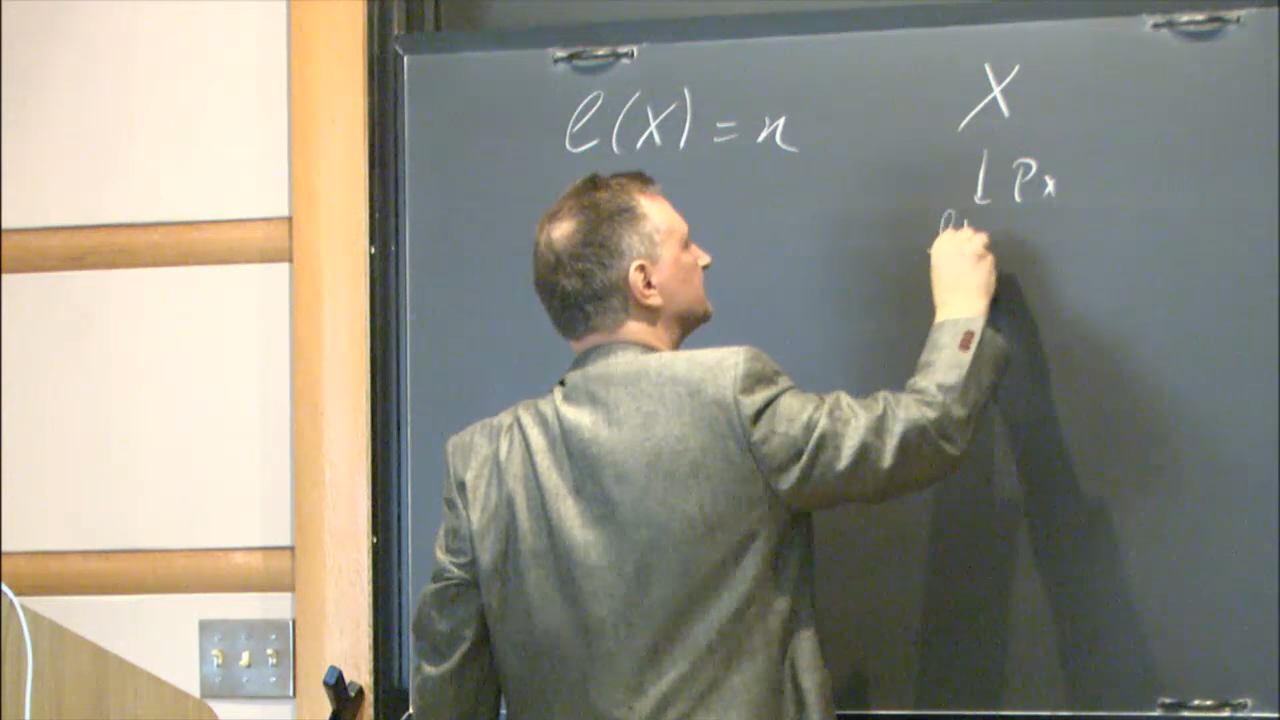 e(X) = n
X
↓ Px